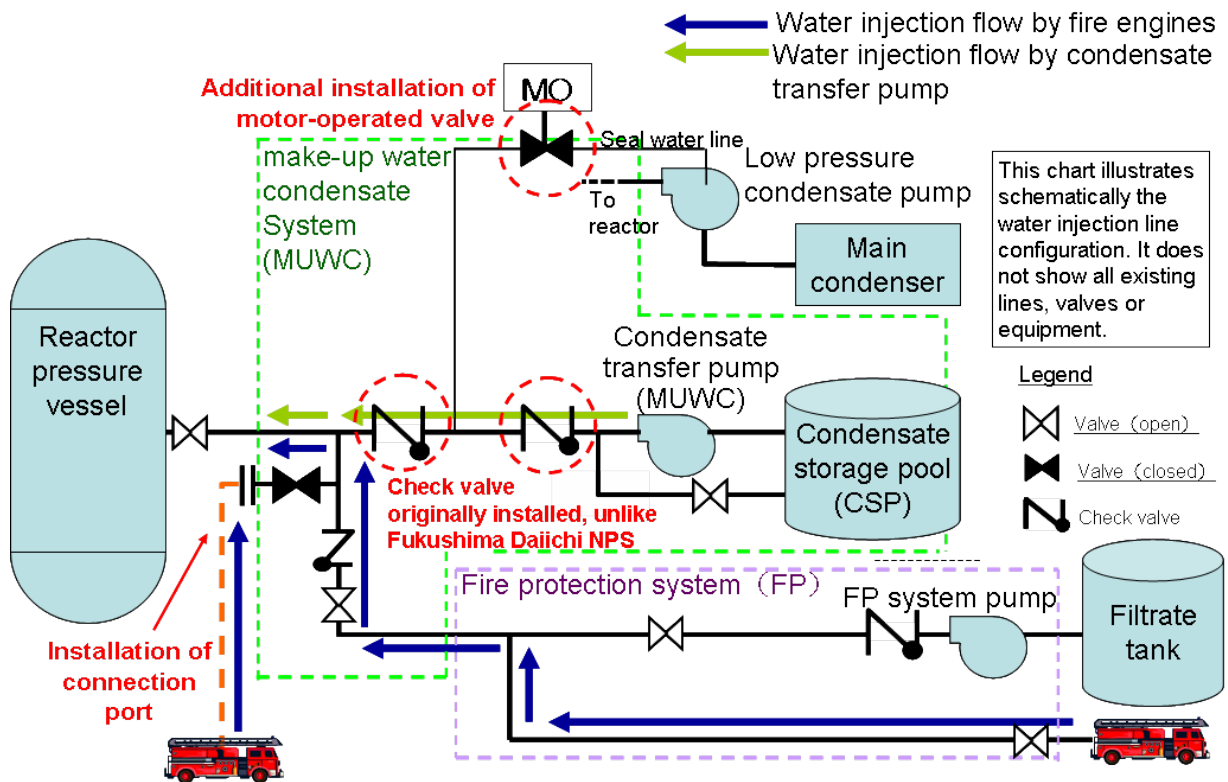 Water injection flow by fire engines
Water injection flow by condensate
transfer pump
Additional installation of
motor-operated valve
MO
Seal water line
make-up water
condensate
System
(MUWC)
Low pressure
condensate pump
To
reactor
Main
condenser
This chart illustrates
schematically the
water injection line
configuration. It does
not show all existing
lines, valves or
equipment.
Reactor
pressure
vessel
Condensate
transfer pump
(MUWC)
Condensate
storage pool
(CSP)
Legend
Valve (open)
Valve (closed)
Check valve
Check valve
originally installed, unlike
Fukushima Daiichi NPS
Fire protection system (FP)
FP system pump
Filtrate
tank
Installation of
connection
port